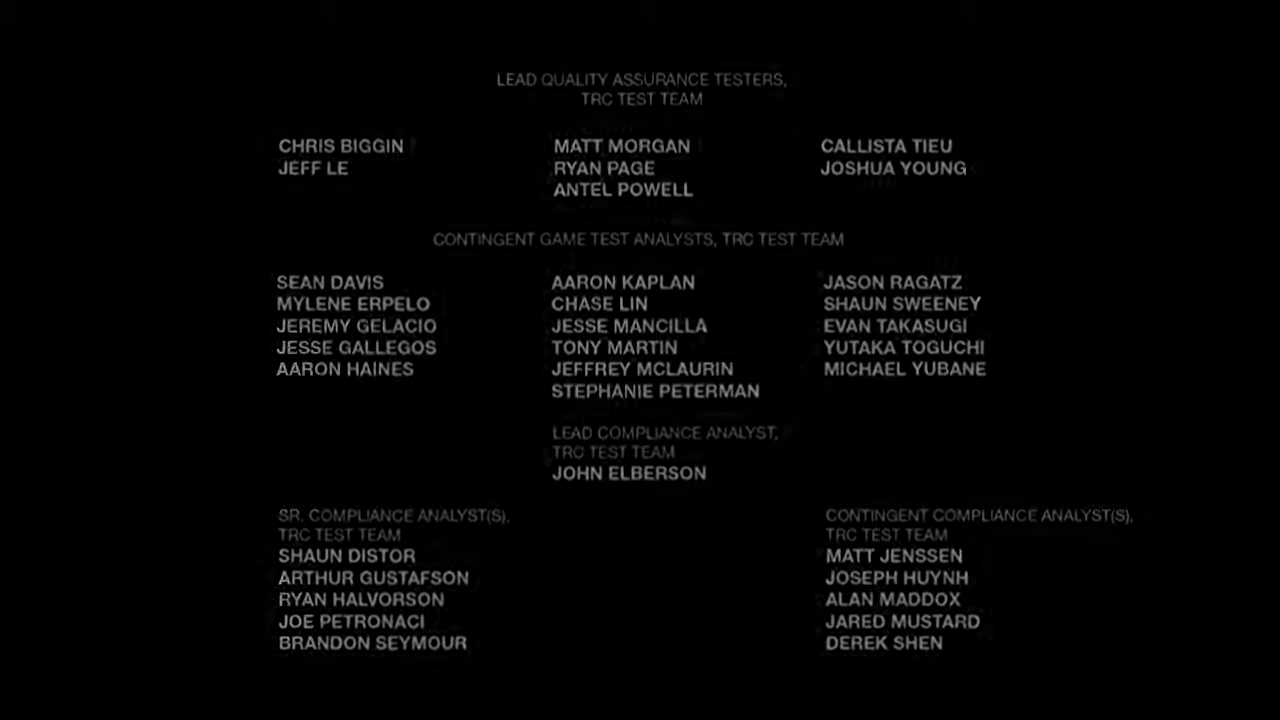 LEAD QUALITY ASSURANCE TESTERS,
TRC TEST TEAM
CHRIS BIGGIN
JEFF LE
MATT MORGAN
RYAN PAGE
ANTEL POWELL
CALLISTA TIEU
JOSHUA YOUNG
CONTINGENT GAME TEST ANALYSTS, TRC TEST TEAM
SEAN DAVIS
MYLENE ERPELO
JEREMY GELACIO
JESSE GALLEGOS
AARON HAINES
AARON KAPLAN
CHASE LIN
JESSE MANCILLA
TONY MARTIN
JEFFREY MCLAURIN
STEPHANIE PETERMAN
JASON RAGATZ
SHAUN SWEENEY
EVAN TAKASUGI
YUTAKA TOGUCHI
MICHAEL YUBANE
LEAD COMPLIANCE ANALYST,
TRC TEST TEAM
JOHN ELBERSON
SR. COMPLIANCE ANALYST(S),
TRC TEST TEAM
SHAUN DISTOR
ARTHUR GUSTAFSON
RYAN HALVORSON
JOE PETRONACI
BRANDON SEYMOUR
CONTINGENT COMPLIANCE ANALYST(S),
TRC TEST TEAM
MATT JENSSEN
JOSEPH HUYNH
ALAN MADDOX
JARED MUSTARD
DEREK SHEN